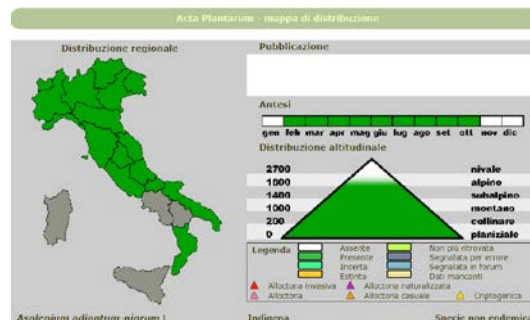 Acta Plantarum - mappa di distribuzione
Distribuzione regionale
Pubblicazione
Antesi
gen feb mar apr mag giu lug ago set ott nov dic
Distribuzione altitudinale
2700 nivale
1800 alpino
1400 subalpino
1000 montano
200 collinare
0 planiziale
Legenda
Assente Non più ritrovata
Presente Segnalata per errore
Incerta Segnalata in forum
Estinta Dati mancanti
Alloctona invasiva Alloctona naturalizzata
Alloctona Alloctona casuale Criptogenica
Indigena Specie non endemic